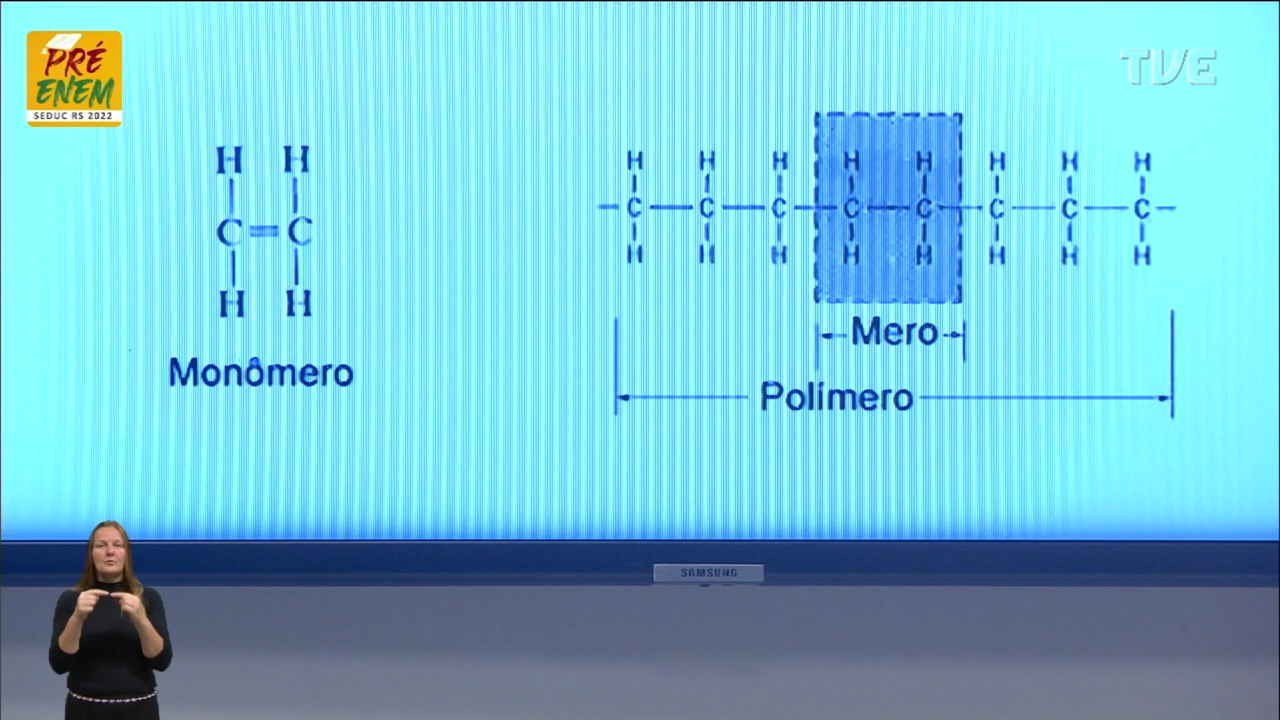 PRÉ
ENEM
SEDUC RS 2022
TVE
H H
C=C
H H
Monômero
H H H H H H H H
C C C C C C C C
H H H H H H H H
Mero
Polímero
SAMSUNG